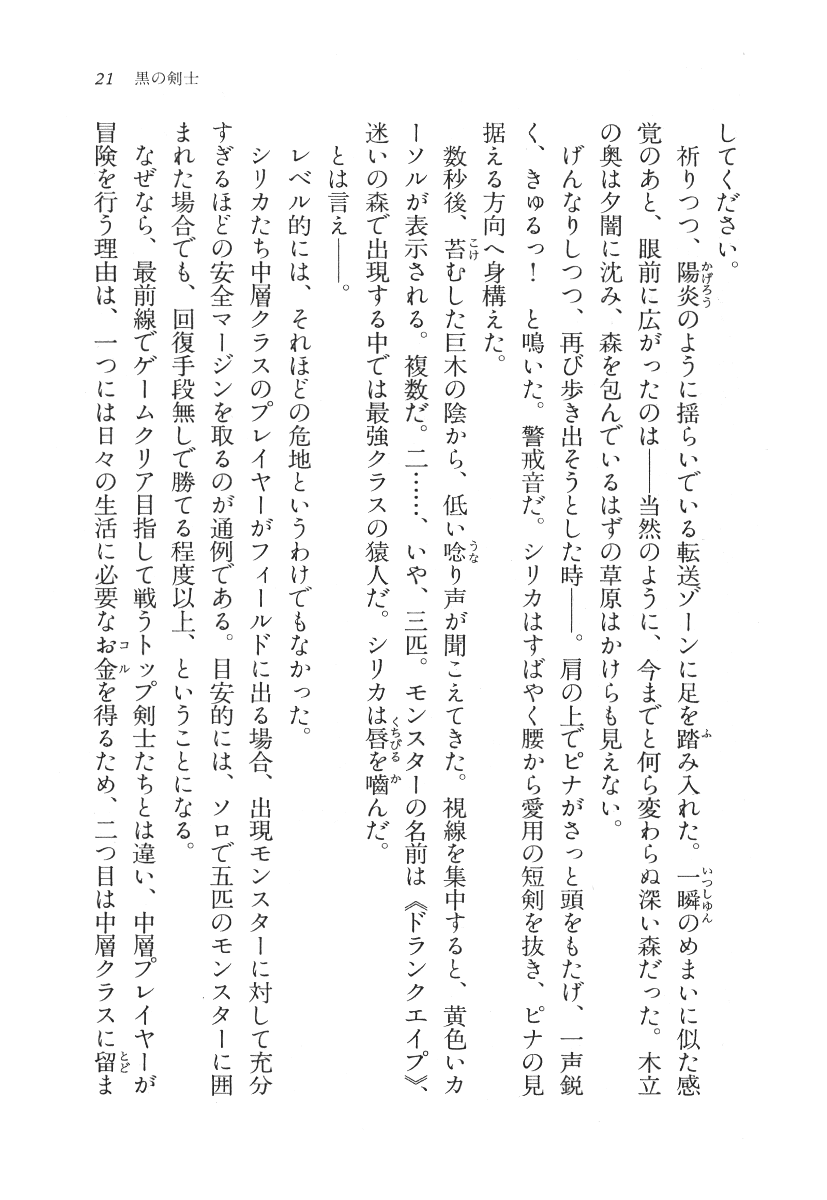 21 黒の剣士
してください。
　祈りつつ、陽炎のように揺らいでいる転送ゾーンに足を踏み入れた。一瞬のめまいに似た感
覚のあと、眼前に広がったのは――当然のように、今までと何ら変わらぬ深い森だった。木立
の奥は夕闇に沈み、森を包んでいるはずの草原はかけらも見えない。
　げんなりしつつ、再び歩き出そうとした時――。肩の上でピナがさっと頭をもたげ、一声鋭
く、きゅるっ！　と鳴いた。警戒音だ。シリカはすばやく腰から愛用の短剣を抜き、ピナの見
据える方向へ身構えた。
　数秒後、苔むした巨木の陰から、低い唸り声が聞こえてきた。視線を集中すると、黄色いカ
ーソルが表示される。複数だ。二……、いや、三匹。モンスターの名前は《ドランクエイプ》、
迷いの森で出現する中では最強クラスの猿人だ。シリカは唇を嚙んだ。
　とは言え――。
　レベル的には、それほどの危地というわけでもなかった。
　シリカたち中層クラスのプレイヤーがフィールドに出る場合、出現モンスターに対して充分
すぎるほどの安全マージンを取るのが通例である。目安的には、ソロで五匹のモンスターに囲
まれた場合でも、回復手段無しで勝てる程度以上、ということになる。
　なぜなら、最前線でゲームクリア目指して戦うトップ剣士たちとは違い、中層プレイヤーが
冒険を行う理由は、一つには日々の生活に必要なお金を得るため、二つ目は中層クラスに留ま
かげろう
ふ
いつしゆん
こけ
うな
くちびる
か
コル
とど